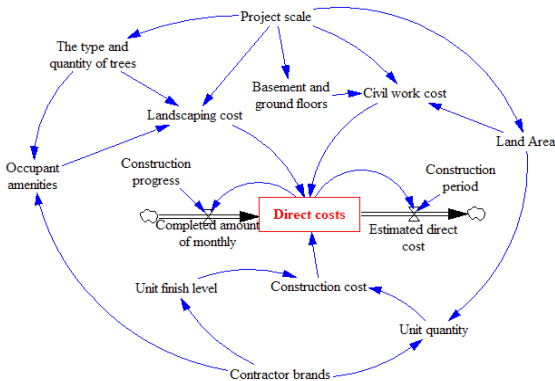 Project scale
The type and
quantity of trees
Basement and
ground floors
Civil work cost
Landscaping cost
Land Area
Occupant
amenities
Construction
progress
Construction
period
Direct costs
Completed amount
of monthly
Estimated direct
cost
Unit finish level
Construction cost
Unit quantity
Contractor brands